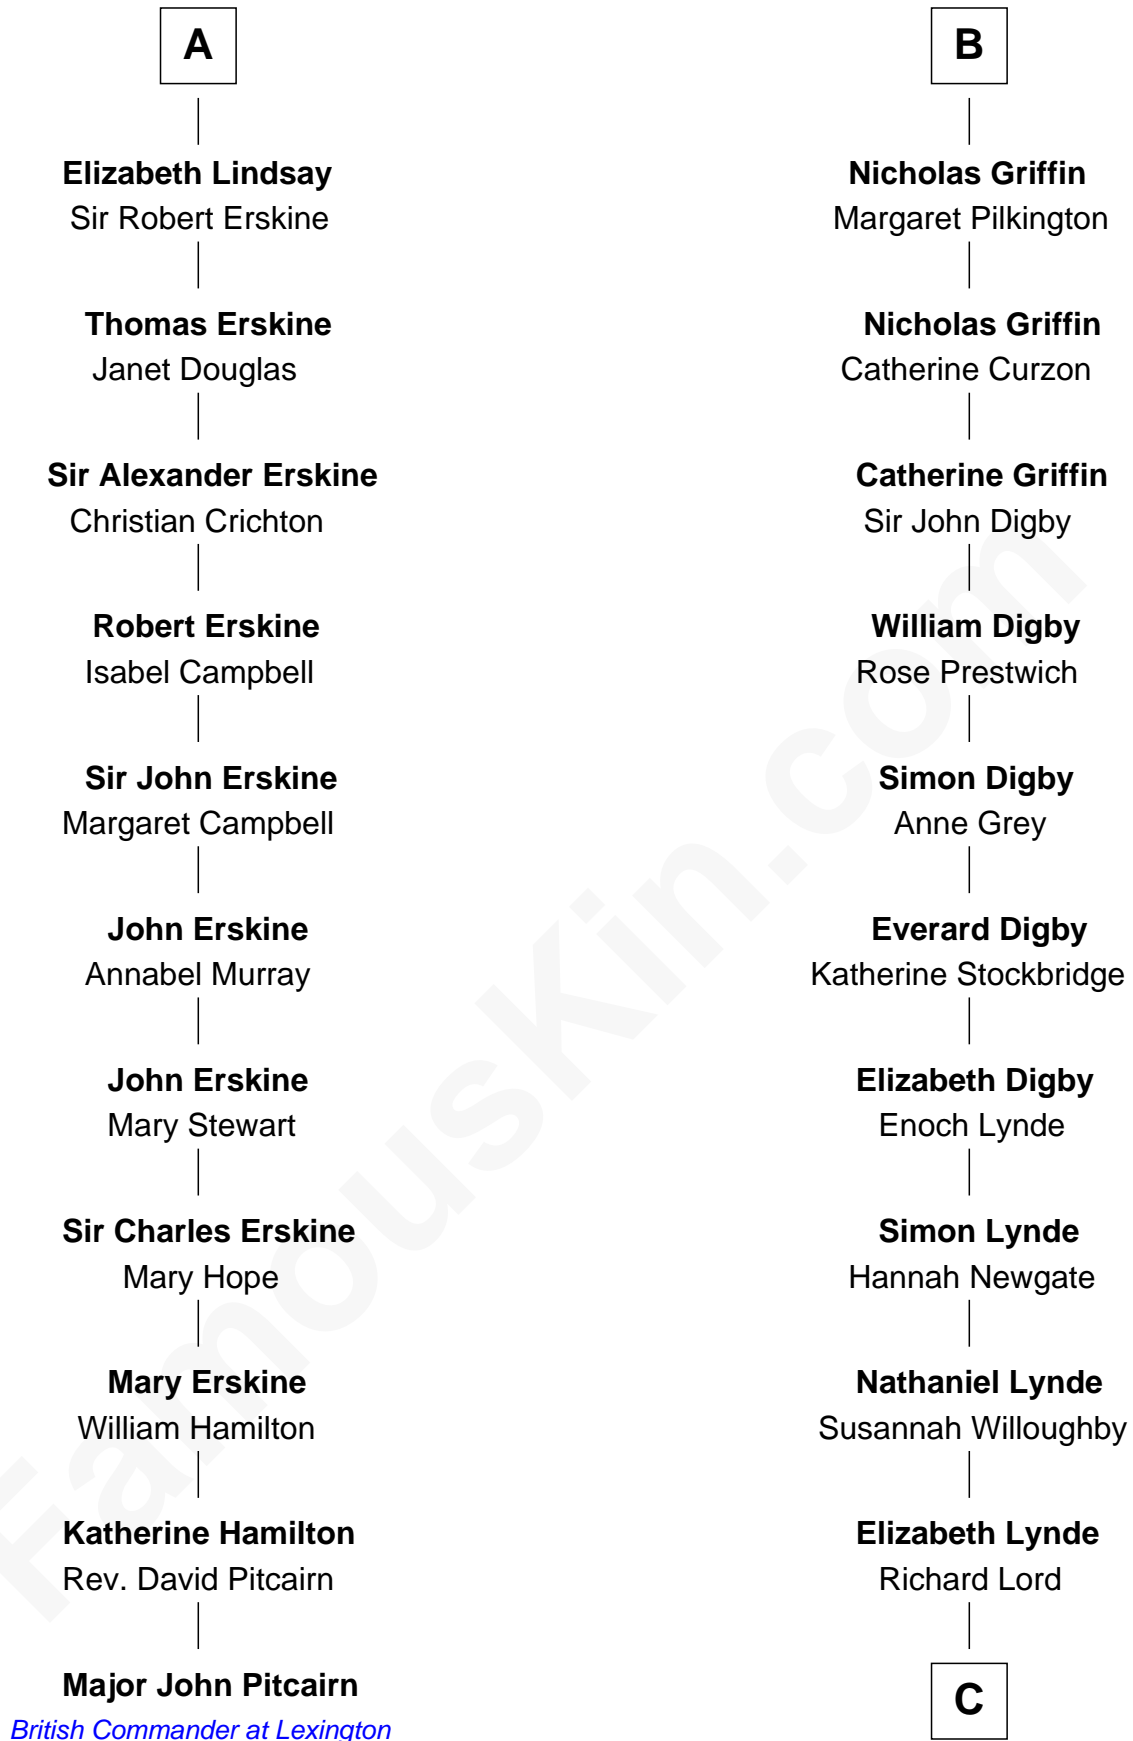 A
Elizabeth Lindsay
Sir Robert Erskine
Thomas Erskine
Janet Douglas
Sir Alexander Erskine
Christian Crichton
Robert Erskine
Isabel Campbell
Sir John Erskine
Margaret Campbell
John Erskine
Annabel Murray
John Erskine
Mary Stewart
Sir Charles Erskine
Mary Hope
Mary Erskine
William Hamilton
Katherine Hamilton
Rev. David Pitcairn
Major John Pitcairn
British Commander at Lexington
B
Nicholas Griffin
Margaret Pilkington
Nicholas Griffin
Catherine Curzon
Catherine Griffin
Sir John Digby
William Digby
Rose Prestwich
Simon Digby
Anne Grey
Everard Digby
Katherine Stockbridge
Elizabeth Digby
Enoch Lynde
Simon Lynde
Hannah Newgate
Nathaniel Lynde
Susannah Willoughby
Elizabeth Lynde
Richard Lord
C
FamousKin.com